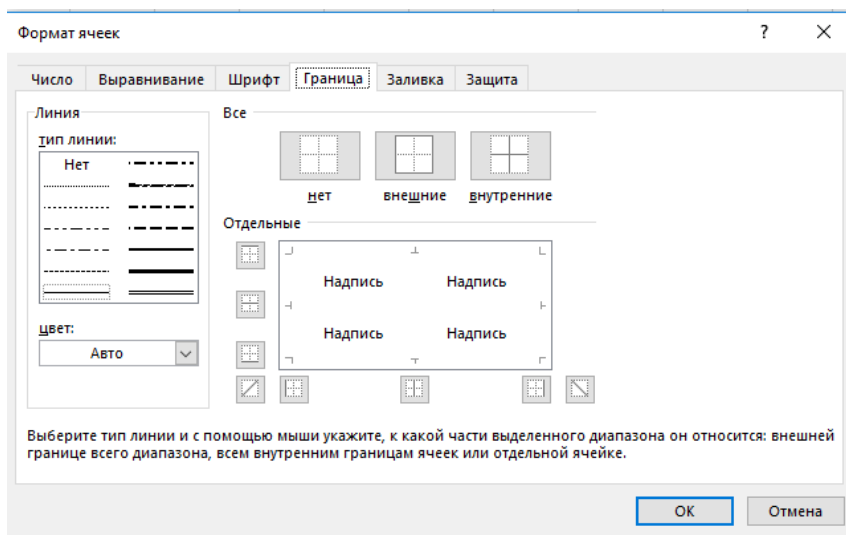 Формат ячеек ?
Число Выравнивание Шрифт Граница Заливка Защита
Линия
тип линии:
Нет
цвет:
Авто
Все
нет внешние внутренние
Отдельные
Надпись Надпись
Надпись Надпись
Выберите тип линии и с помощью мыши укажите, к какой части выделенного диапазона он относится: внешней
границе всего диапазона, всем внутренним границам ячеек или отдельной ячейке.
ОК Отмена